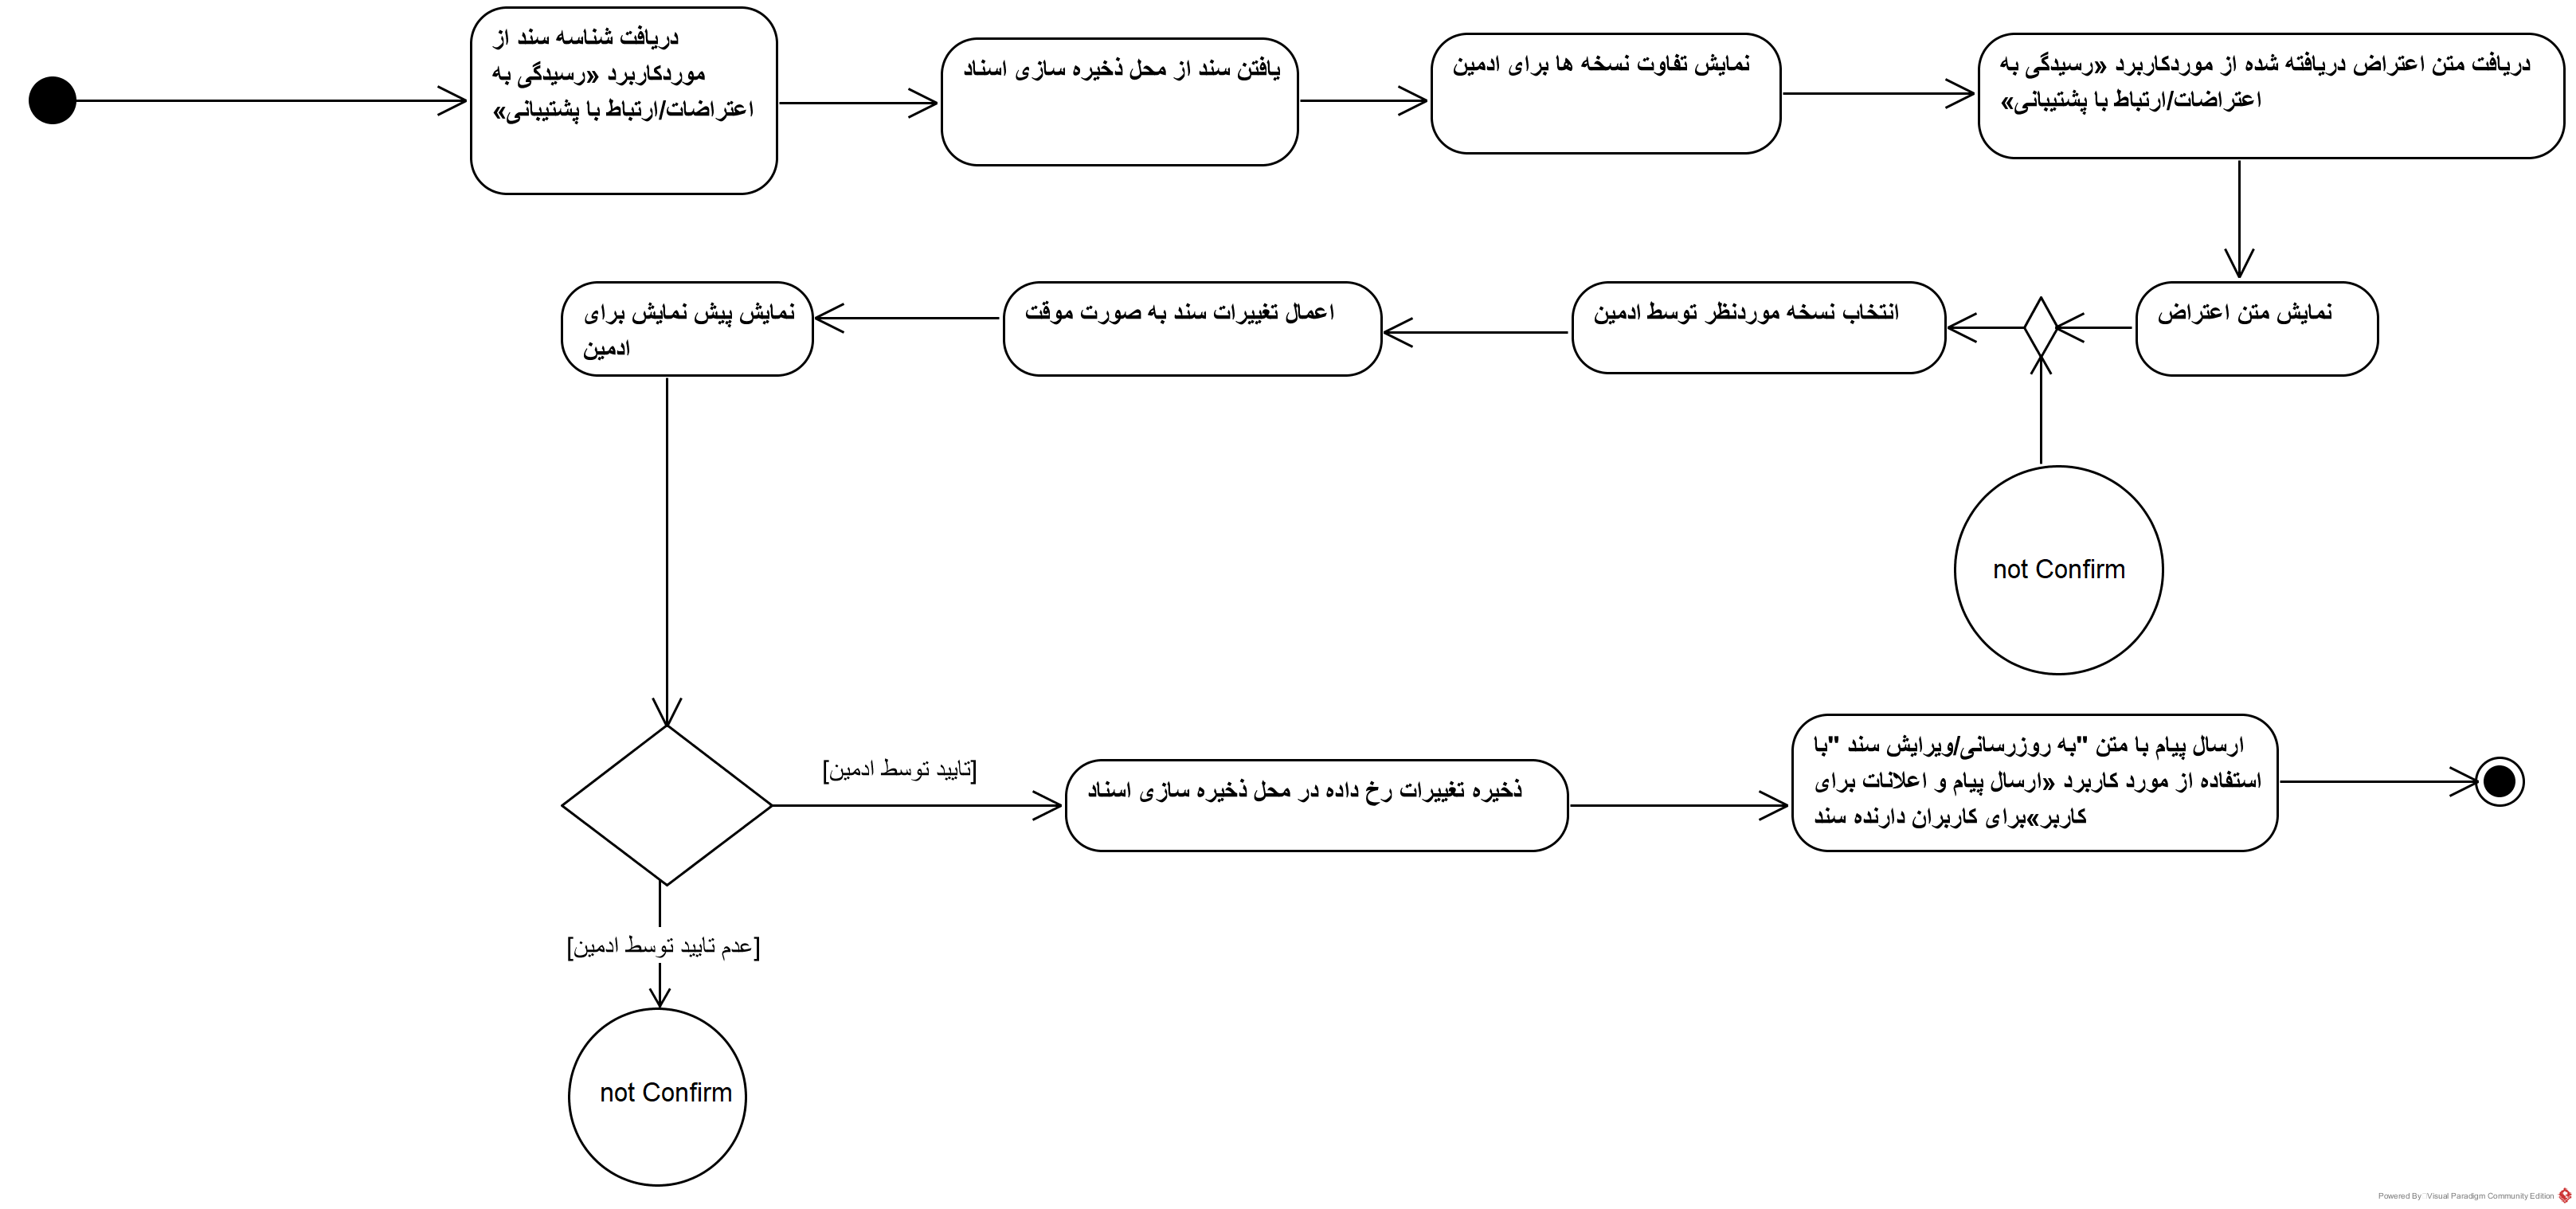 دریافت شناسه سند از
موردکاربرد «رسیدگی به
اعتراضات/ارتباط با پشتیبانی»
یافتن سند از محل ذخیره سازی اسناد
نمایش تفاوت نسخه ها برای ادمین
دریافت متن اعتراض دریافته شده از موردکاربرد «رسیدگی به
اعتراضات/ارتباط با پشتیبانی»
نمایش متن اعتراض
انتخاب نسخه موردنظر توسط ادمین
اعمال تغییرات سند به صورت موقت
نمایش پیش نمایش برای
ادمین
not Confirm
[تایید توسط ادمین]
ذخیره تغییرات رخ داده در محل ذخیره سازی اسناد
ارسال پیام با متن "به روزرسانی/ویرایش سند "با
استفاده از مورد کاربرد «ارسال پیام و اعلانات برای
کاربر»برای کاربران دارنده سند
[عدم تایید توسط ادمین]
not Confirm
Powered By Visual Paradigm Community Edition